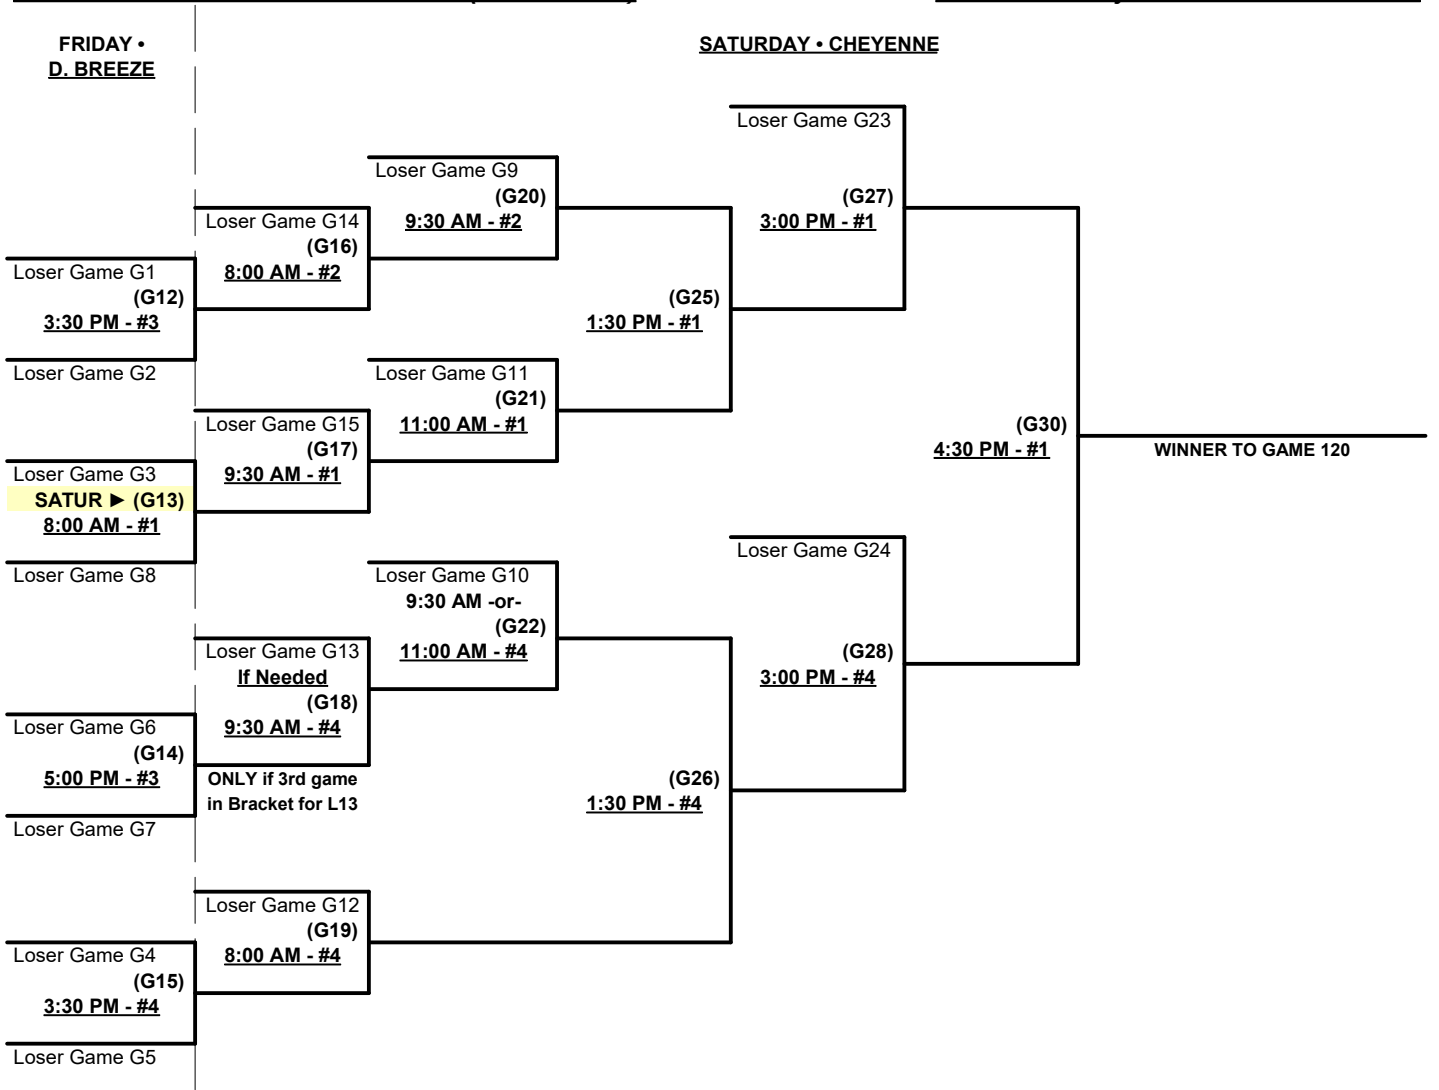 FRIDAY •
D. BREEZE
SATURDAY • CHEYENNE
Loser Game G23
Loser Game G9
(G20)
9:30 AM - #2
(G27)
3:00 PM - #1
Loser Game G14
(G16)
8:00 AM - #2
Loser Game G1
(G12)
3:30 PM - #3
(G25)
1:30 PM - #1
Loser Game G2
Loser Game G11
(G21)
11:00 AM - #1
Loser Game G15
(G17)
9:30 AM - #1
(G30)
4:30 PM - #1
WINNER TO GAME 120
Loser Game G3
SATUR ► (G13)
8:00 AM - #1
Loser Game G8
Loser Game G24
Loser Game G10
9:30 AM -or-
(G22)
11:00 AM - #4
Loser Game G13
If Needed
(G18)
9:30 AM - #4
(G28)
3:00 PM - #4
Loser Game G6
(G14)
5:00 PM - #3
ONLY if 3rd game
in Bracket for L13
(G26)
1:30 PM - #4
Loser Game G7
Loser Game G12
(G19)
8:00 AM - #4
Loser Game G4
(G15)
3:30 PM - #4
Loser Game G5